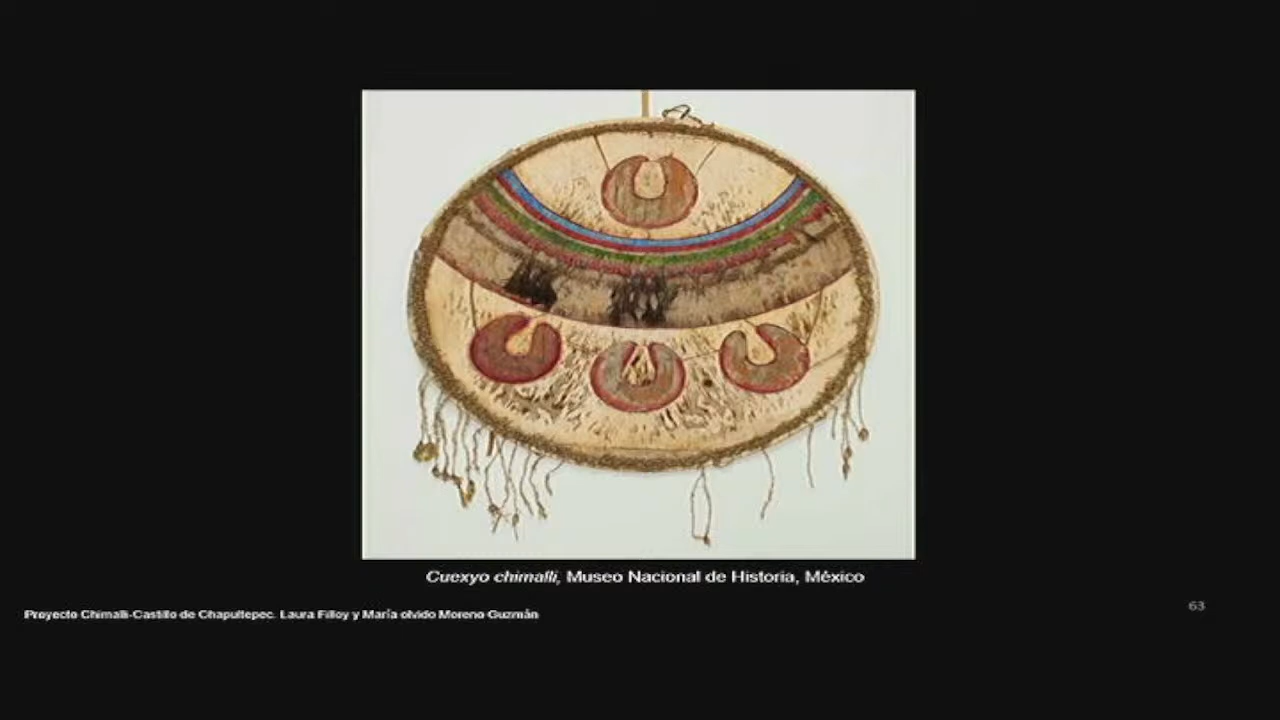 Cuexyo chimalli, Museo Nacional de Historia, México
Proyecto Chimalli-Castillo de Chapultepec. Laura Filloy y María olvido Moreno Guzmán
63